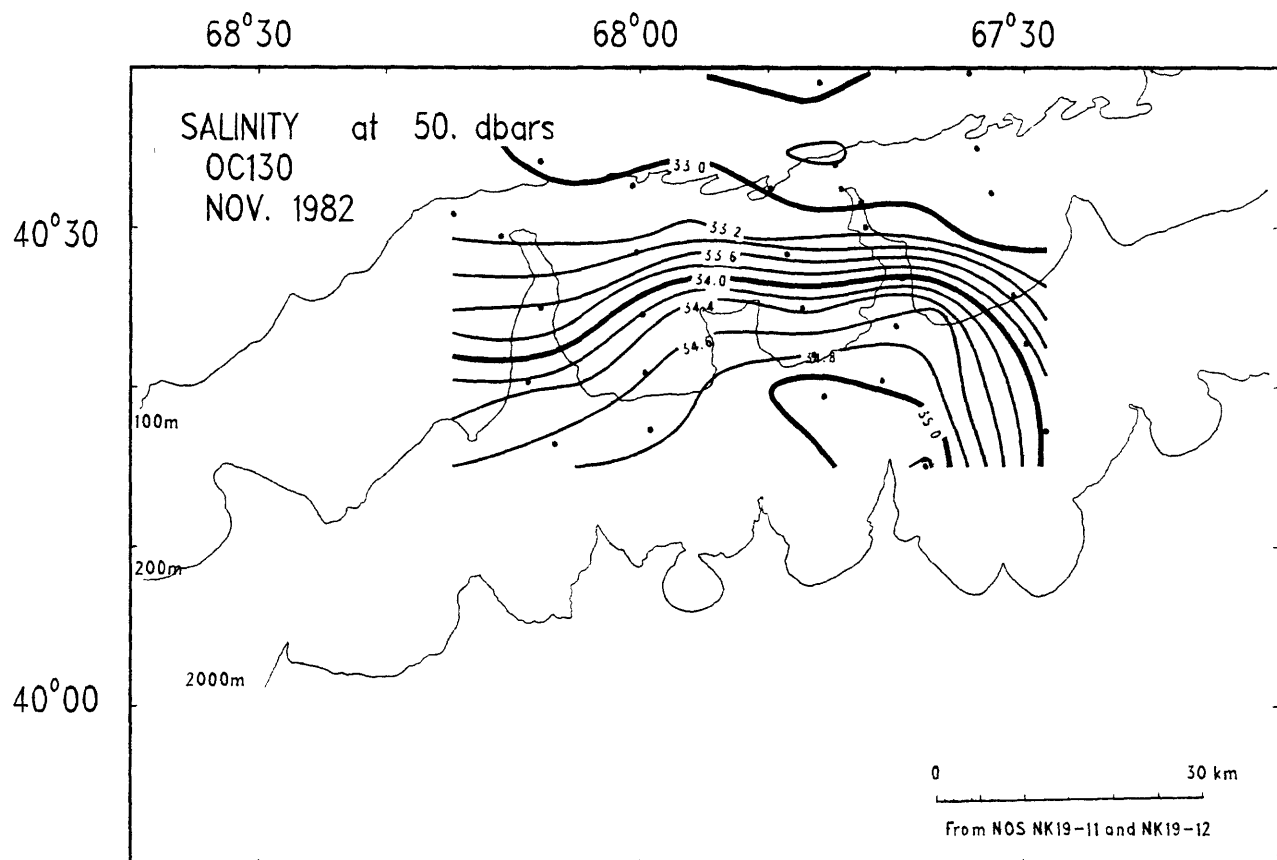 68°30 68°00 67°30
SALINITY at 50. dbars
OC130
NOV. 1982
33.0
40°30
33.2
33.6
34.0
34.4
34.6
34.8
35.0
100m
200m
2000m
40°00
0 30 km
From NOS NK19-11 and NK19-12